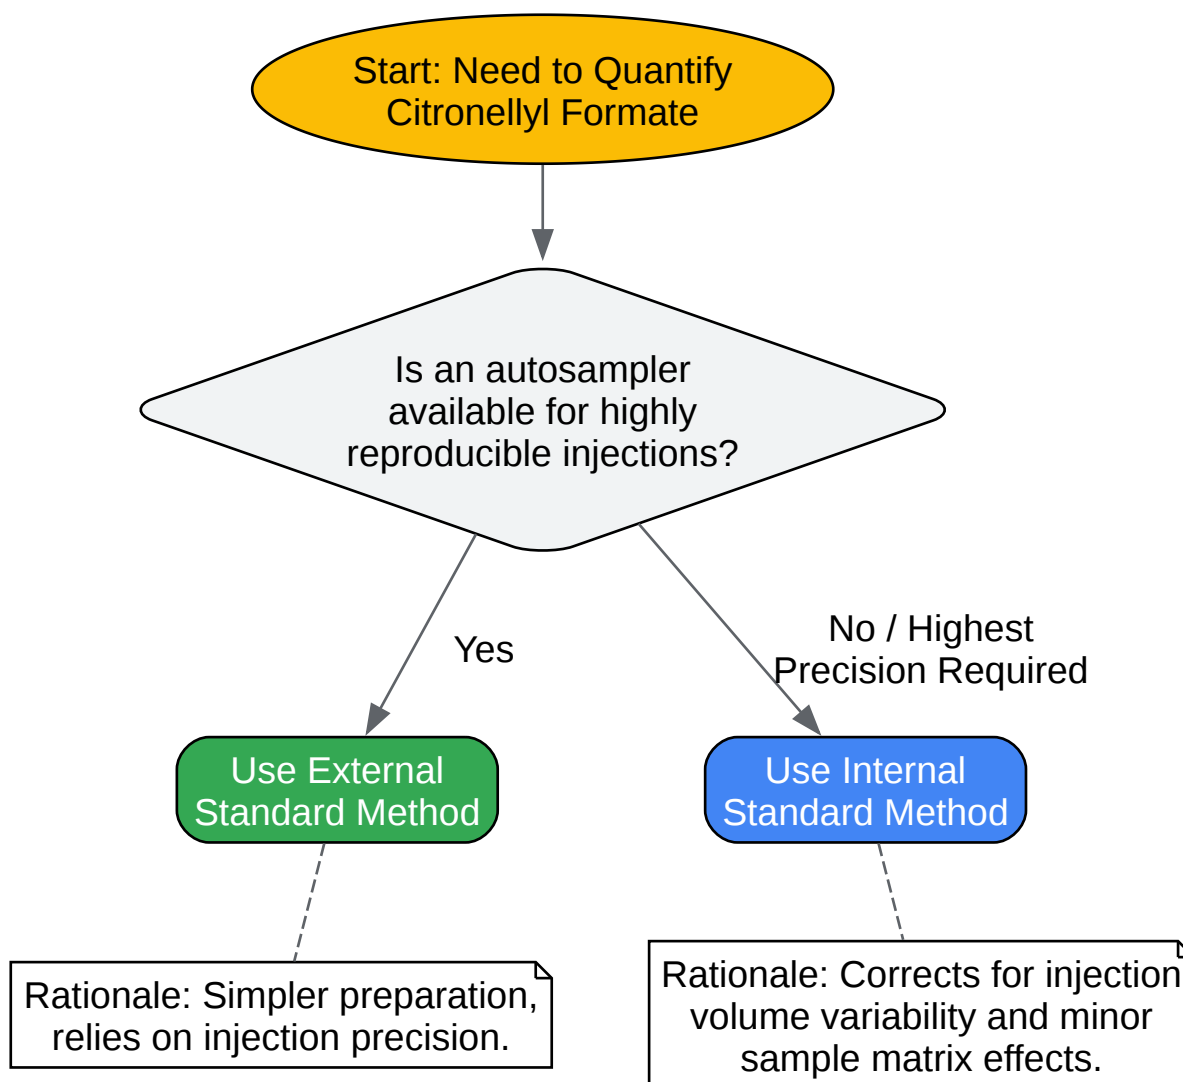 Start: Need to Quantify
Citronellyl Formate
Is an autosampler
available for highly
reproducible injections?
Yes
No / Highest
Precision Required
Use External
Standard Method
Use Internal
Standard Method
Rationale: Simpler preparation,
relies on injection precision.
Rationale: Corrects for injection
volume variability and minor
sample matrix effects.